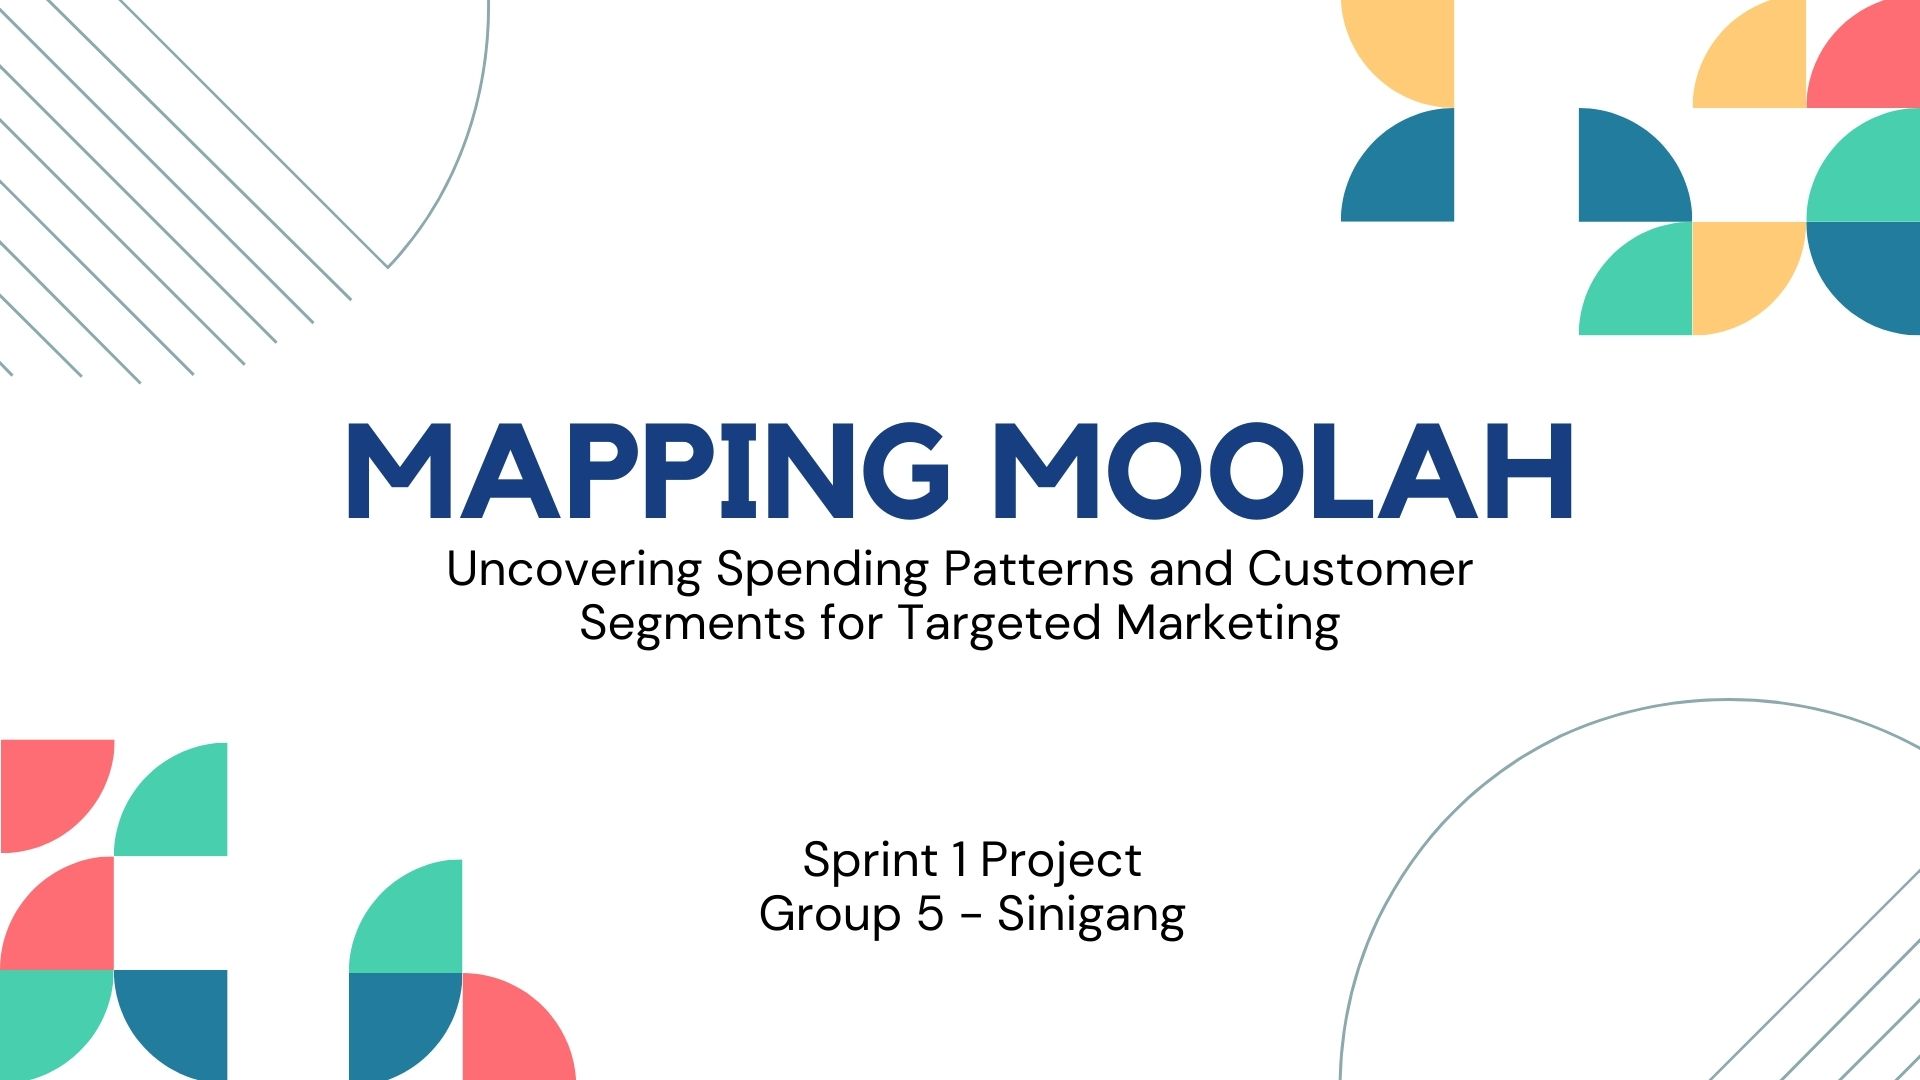 MAPPING MOOLAH
Uncovering Spending Patterns and Customer
Segments for Targeted Marketing
Sprint 1 Project
Group 5 - Sinigang